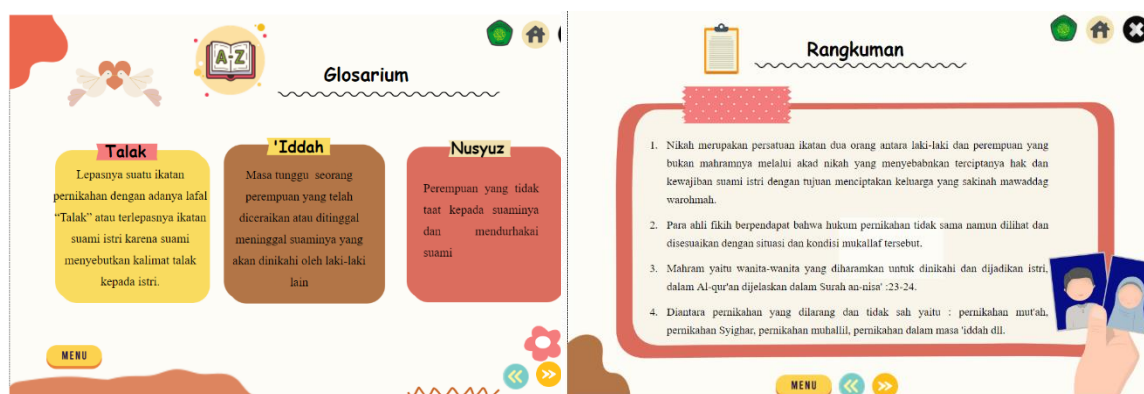 A-Z
Glosarium
Talak
Lepasnya suatu ikatan
pernikahan dengan adanya lafal
“Talak” atau terlepasnya ikatan
suami istri karena suami
menyebutkan kalimat talak
kepada istri.
'Iddah
Masa tunggu seorang
perempuan yang telah
diceraikan atau ditinggal
meninggal suaminya yang
akan dinikahi oleh laki-laki
lain
Nusyuz
Perempuan yang tidak
taat kepada suaminya
dan mendurhakai
suami
MENU
Rangkuman
1. Nikah merupakan persatuan ikatan dua orang antara laki-laki dan perempuan yang
bukan mahramnya melalui akad nikah yang menyebabnkan terciptanya hak dan
kewajiban suami istri dengan tujuan menciptakan keluarga yang sakinah mawaddag
warohmah.
2. Para ahli fikih berpendapat bahwa hukum pernikahan tidak sama namun dilihat dan
disesuaikan dengan situasi dan kondisi mukallaf tersebut.
3. Mahram yaitu wanita-wanita yang diharamkan untuk dinikahi dan dijadikan istri,
dalam Al-qur'an dijelaskan dalam Surah an-nisa' :23-24.
4. Diantara pernikahan yang dilarang dan tidak sah yaitu : pernikahan mut'ah,
pernikahan Syighar, pernikahan muhallil, pernikahan dalam masa 'iddah dll.
MENU